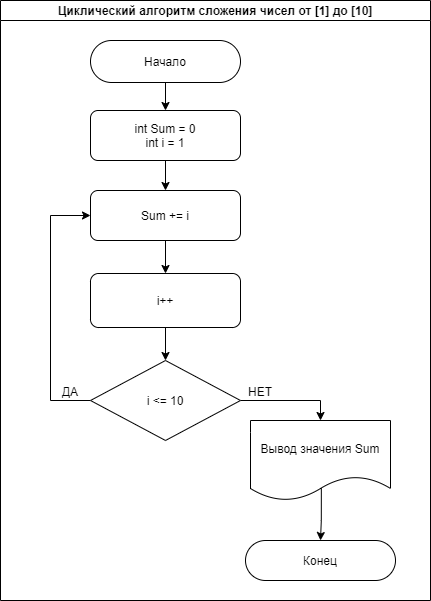 Циклический алгоритм сложения чисел от [1] до [10]
Начало
int Sum = 0
int i = 1
Sum += i
i++
i <= 10
ДА
НЕТ
Вывод значения Sum
Конец